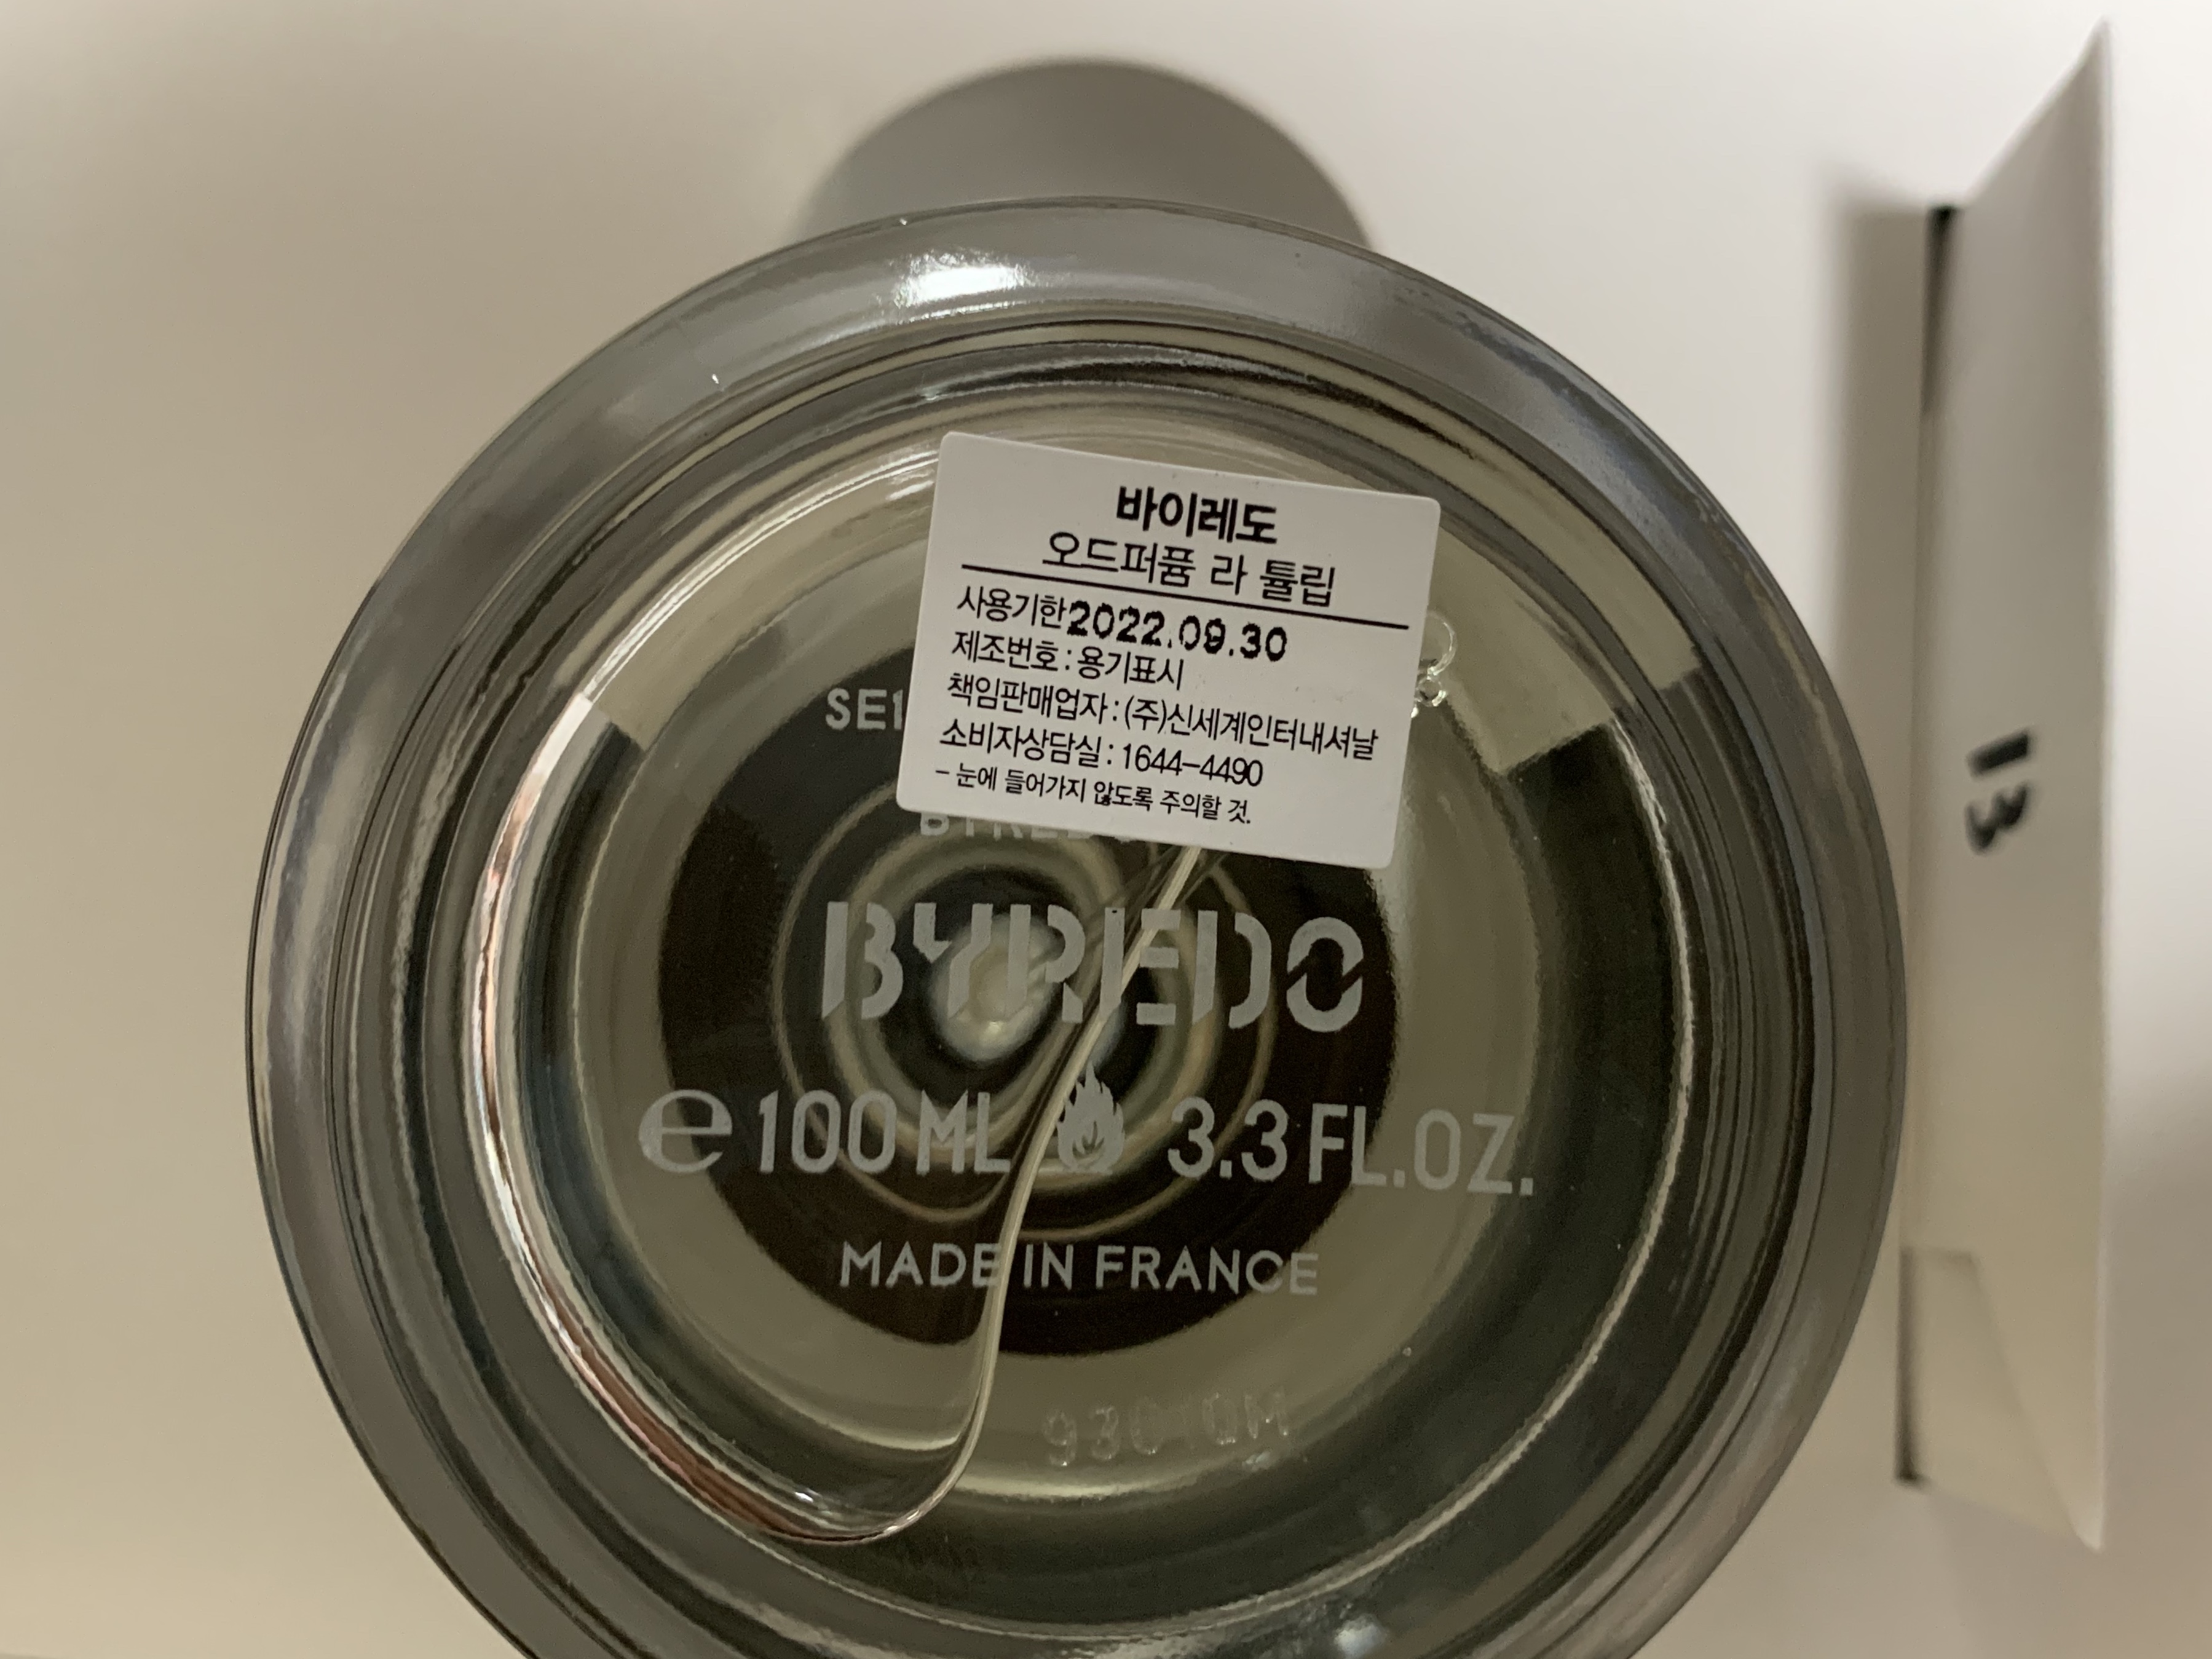 바이레도
오드퍼퓸 라 튤립
사용기한2022.09.30
제조번호 : 용기표시
책임판매업자 : (주)신세계인터내셔날
소비자상담실 : 1644-4490
- 눈에 들어가지 않도록 주의할 것.
BYREDO
e 100 ML 3.3 FL.OZ.
MADE IN FRANCE
13